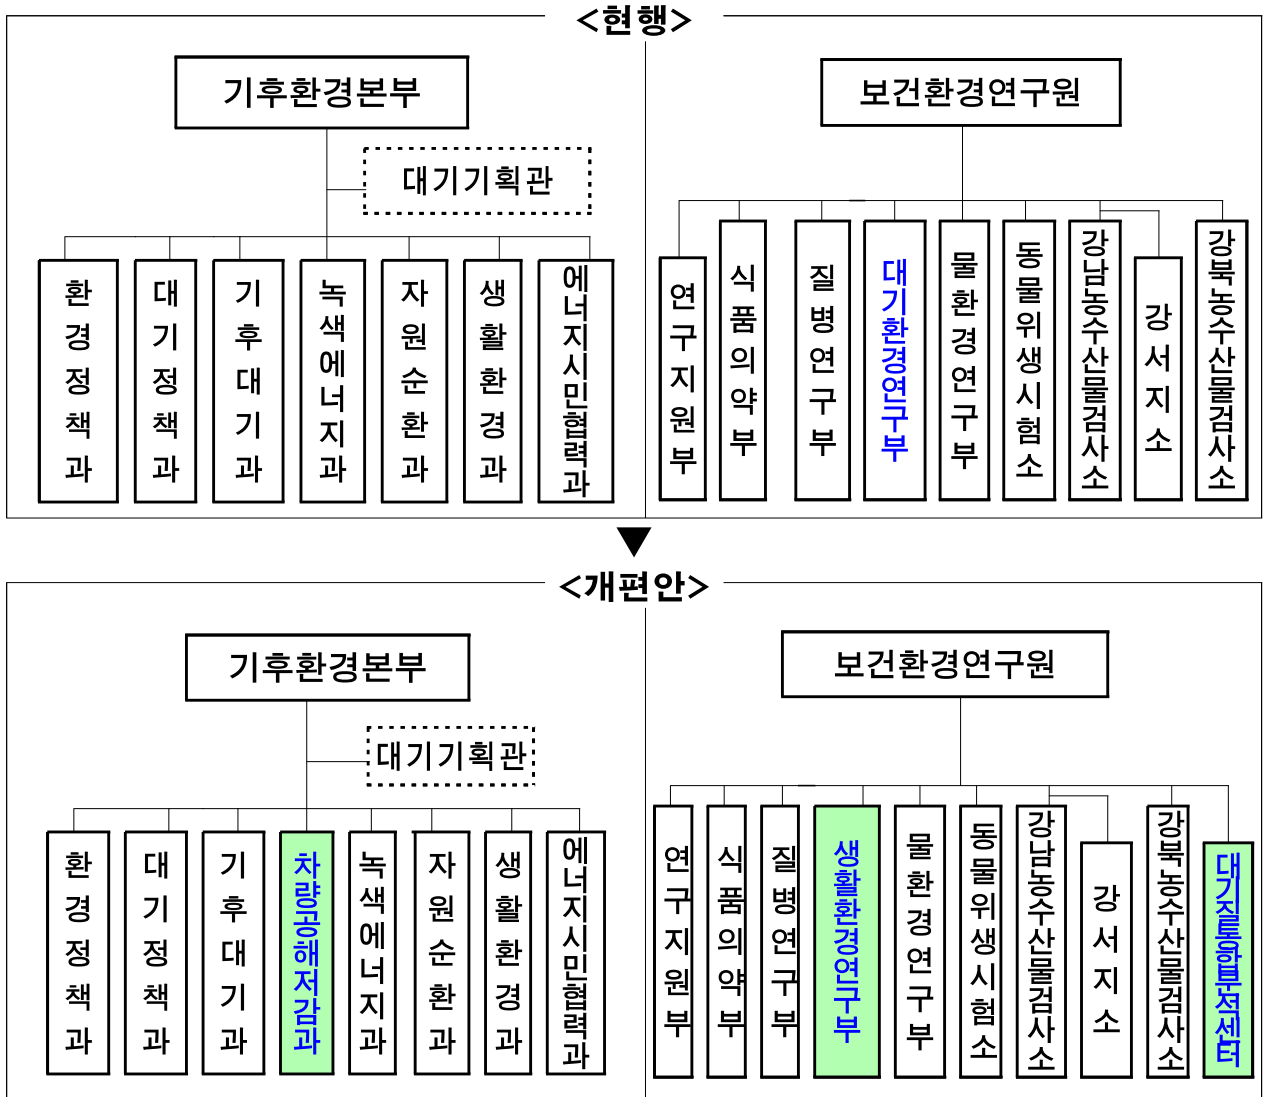 <현행>
기후환경본부
대기기획관
환경정책과
대기정책과
기후대기과
녹색에너지과
자원순환과
생활환경과
에너지시민협력과
보건환경연구원
연구지원부
식품의약부
질병연구부
대기환경연구부
물환경연구부
동물위생시험소
강남농수산물검사소
강서지소
강북농수산물검사소
<개편안>
기후환경본부
대기기획관
환경정책과
대기정책과
기후대기과
차량공해저감과
녹색에너지과
자원순환과
생활환경과
에너지시민협력과
보건환경연구원
연구지원부
식품의약부
질병연구부
생활환경연구부
물환경연구부
동물위생시험소
강남농수산물검사소
강서지소
강북농수산물검사소
대기질통합분석센터